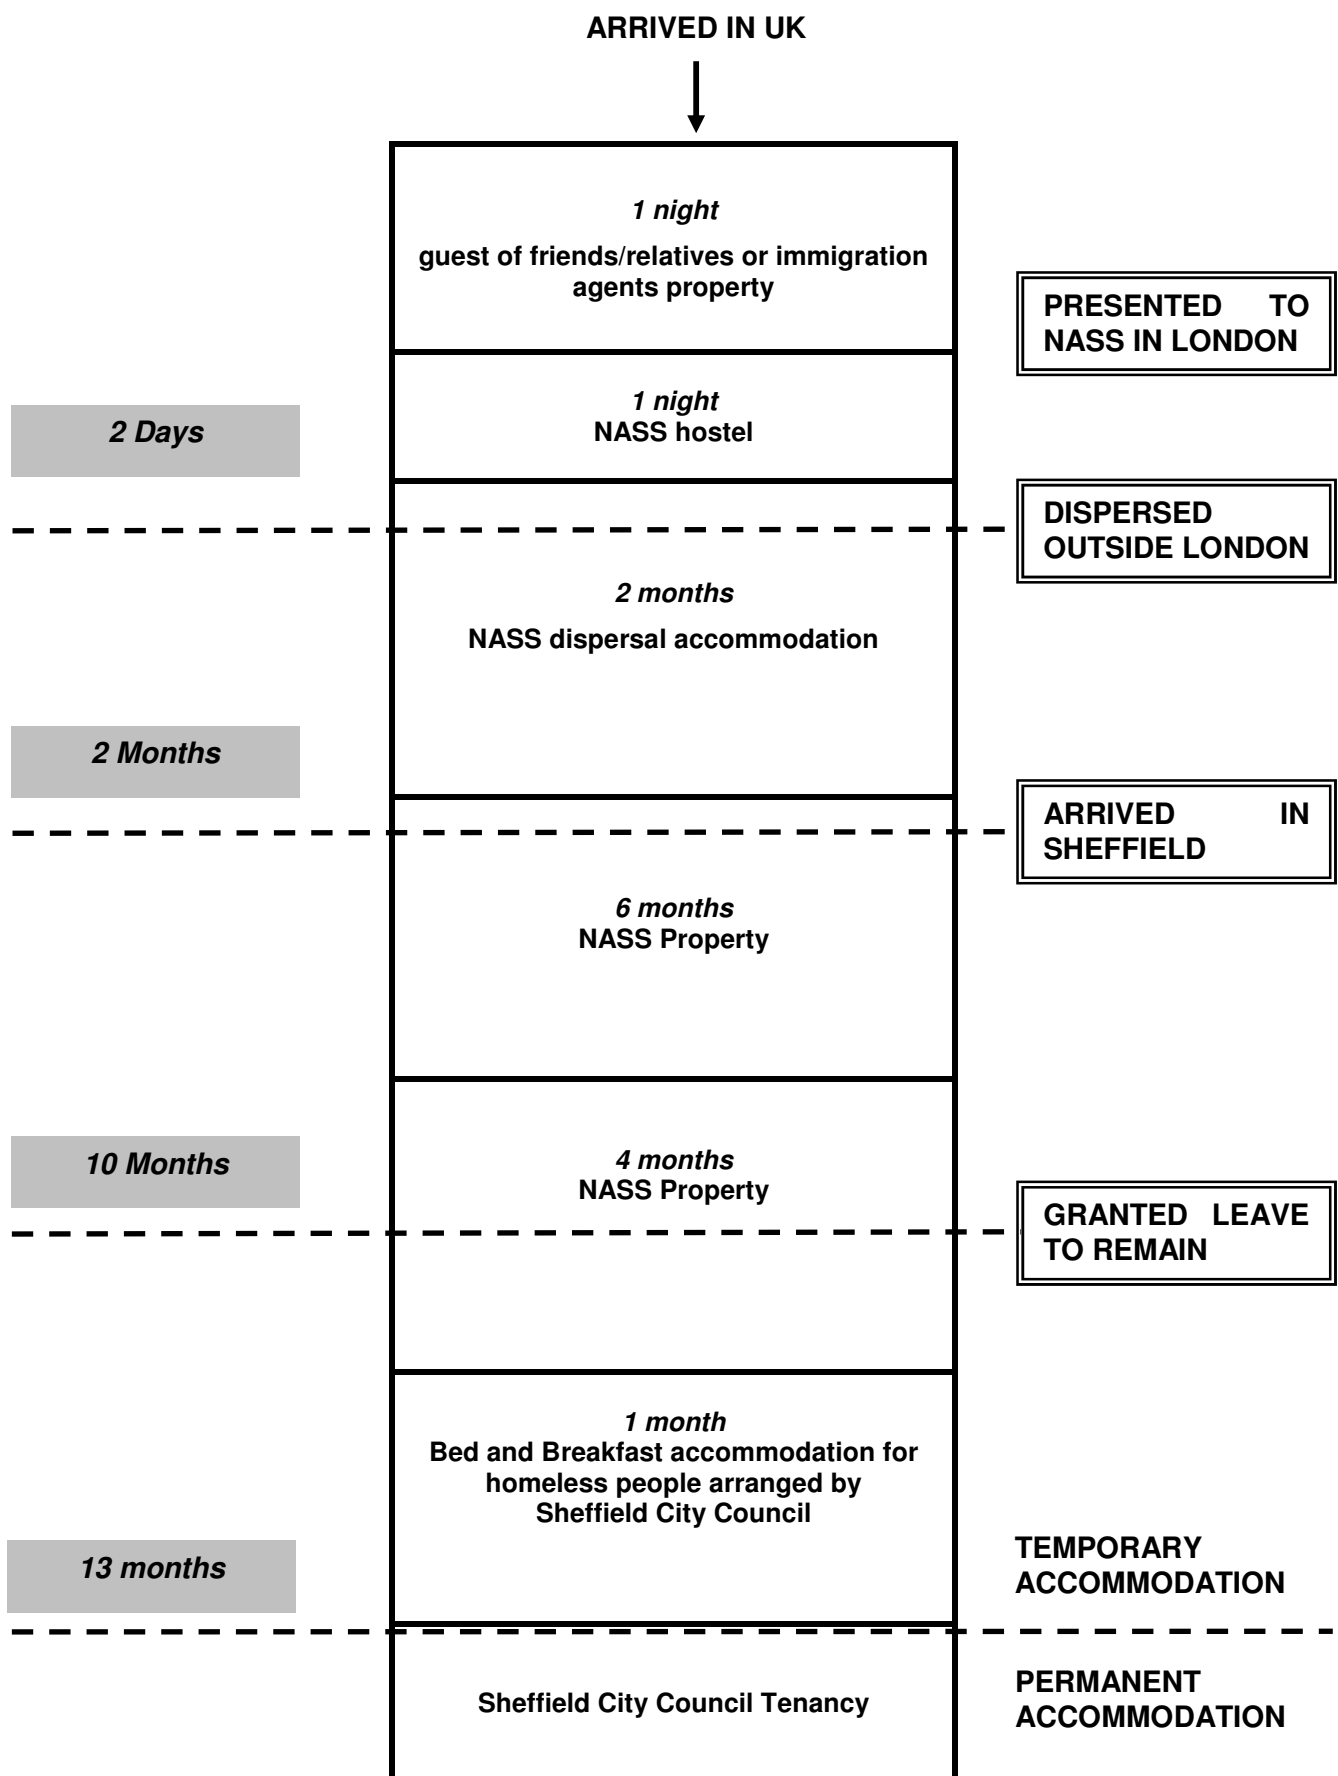 ARRIVED IN UK
1 night
guest of friends/relatives or immigration
agents property
PRESENTED TO
NASS IN LONDON
1 night
NASS hostel
2 Days
DISPERSED
OUTSIDE LONDON
2 months
NASS dispersal accommodation
2 Months
ARRIVED IN
SHEFFIELD
6 months
NASS Property
10 Months
4 months
NASS Property
GRANTED LEAVE
TO REMAIN
1 month
Bed and Breakfast accommodation for
homeless people arranged by
Sheffield City Council
13 months
TEMPORARY
ACCOMMODATION
Sheffield City Council Tenancy
PERMANENT
ACCOMMODATION